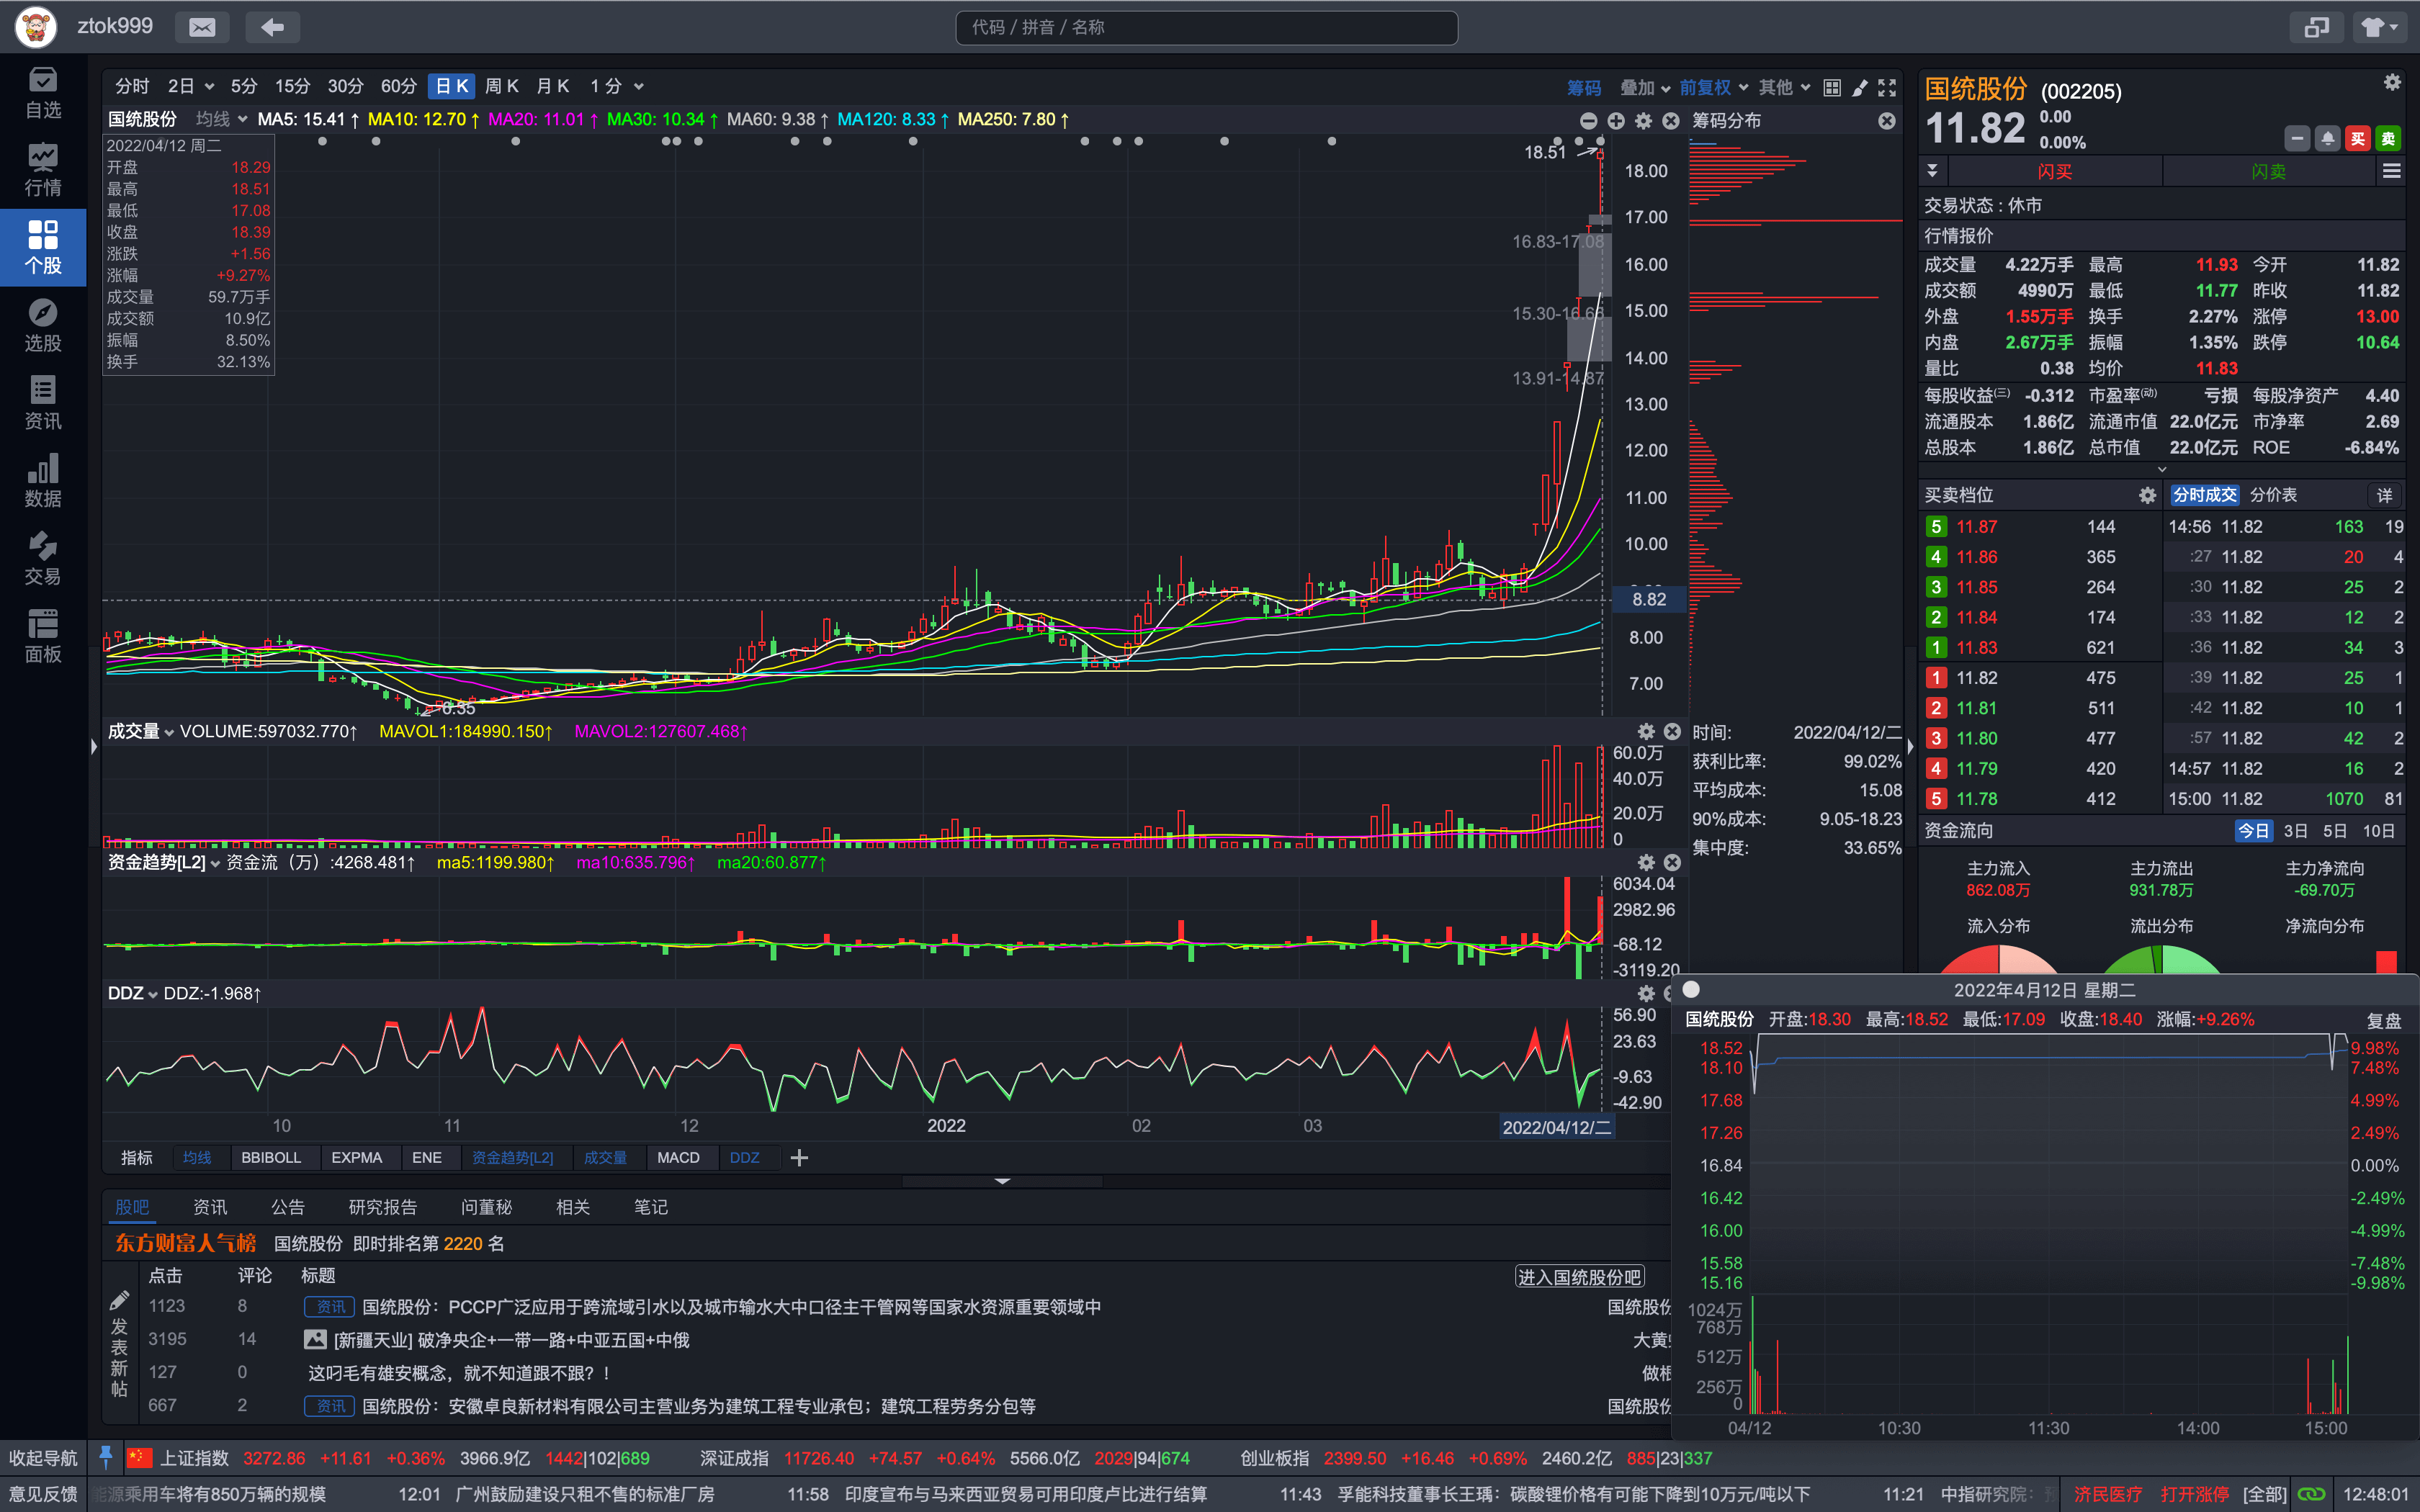 ztok999
代码 / 拼音 / 名称
自选
行情
个股
选股
资讯
数据
交易
面板
分时 2日 5分 15分 30分 60分 日K 周K 月K 1分 筹码 叠加 前复权 其他
国统股份 均线 MA5: 15.41↑ MA10: 12.70↑ MA20: 11.01↑ MA30: 10.34↑ MA60: 9.38↑ MA120: 8.33↑ MA250: 7.80↑
筹码分布
2022/04/12 周二
开盘 18.29
最高 18.51
最低 17.08
收盘 18.39
涨跌 +1.56
涨幅 +9.27%
成交量 59.7万手
成交额 10.9亿
振幅 8.50%
换手 32.13%
18.51
16.83-17.08
15.30-16.66
13.91-14.87
18.00
17.00
16.00
15.00
14.00
13.00
12.00
11.00
10.00
8.82
8.00
7.00
成交量 VOLUME:597032.770↑ MAVOL1:184990.150↑ MAVOL2:127607.468↑
60.0万
40.0万
20.0万
0
时间: 2022/04/12/二
获利比率: 99.02%
平均成本: 15.08
90%成本: 9.05-18.23
集中度: 33.65%
资金趋势[L2] 资金流（万）:4268.481↑ ma5:1199.980↑ ma10:635.796↑ ma20:60.877↑
6034.04
2982.96
-68.12
-3119.20
DDZ DDZ:-1.968↑
56.90
23.63
-9.63
-42.90
10 11 12 2022 02 03 2022/04/12/二
指标 均线 BBIBOLL EXPMA ENE 资金趋势[L2] 成交量 MACD DDZ
股吧 资讯 公告 研究报告 问董秘 相关 笔记
东方财富人气榜 国统股份 即时排名第 2220 名
点击 评论 标题 进入国统股份吧
发表新帖
1123 8 资讯 国统股份：PCCP广泛应用于跨流域引水以及城市输水大中口径主干管网等国家水资源重要领域中 国统股份
3195 14 [新疆天业] 破净央企+一带一路+中亚五国+中俄 大黄
127 0 这叼毛有雄安概念，就不知道跟不跟？！ 做根
667 2 资讯 国统股份：安徽卓良新材料有限公司主营业务为建筑工程专业承包；建筑工程劳务分包等 国统股份
国统股份 (002205)
11.82 0.00
0.00%
买 卖
闪买 闪卖
交易状态 : 休市
行情报价
成交量 4.22万手 最高 11.93 今开 11.82
成交额 4990万 最低 11.77 昨收 11.82
外盘 1.55万手 换手 2.27% 涨停 13.00
内盘 2.67万手 振幅 1.35% 跌停 10.64
量比 0.38 均价 11.83
每股收益(三) -0.312 市盈率(动) 亏损 每股净资产 4.40
流通股本 1.86亿 流通市值 22.0亿元 市净率 2.69
总股本 1.86亿 总市值 22.0亿元 ROE -6.84%
买卖档位 分时成交 分价表 详
5 11.87 144 14:56 11.82 163 19
4 11.86 365 :27 11.82 20 4
3 11.85 264 :30 11.82 25 2
2 11.84 174 :33 11.82 12 2
1 11.83 621 :36 11.82 34 3
1 11.82 475 :39 11.82 25 1
2 11.81 511 :42 11.82 10 1
3 11.80 477 :57 11.82 42 2
4 11.79 420 14:57 11.82 16 2
5 11.78 412 15:00 11.82 1070 81
资金流向 今日 3日 5日 10日
主力流入 主力流出 主力净流向
862.08万 931.78万 -69.70万
流入分布 流出分布 净流向分布
2022年4月12日 星期二
国统股份 开盘:18.30 最高:18.52 最低:17.09 收盘:18.40 涨幅:+9.26% 复盘
18.52 9.98%
18.10 7.48%
17.68 4.99%
17.26 2.49%
16.84 0.00%
16.42 -2.49%
16.00 -4.99%
15.58 -7.48%
15.16 -9.98%
1024万
768万
512万
256万
0
04/12 10:30 11:30 14:00 15:00
收起导航 上证指数 3272.86 +11.61 +0.36% 3966.9亿 1442|102|689 深证成指 11726.40 +74.57 +0.64% 5566.0亿 2029|94|674 创业板指 2399.50 +16.46 +0.69% 2460.2亿 885|23|337
意见反馈 能源乘用车将有850万辆的规模 12:01 广州鼓励建设只租不售的标准厂房 11:58 印度宣布与马来西亚贸易可用印度卢比进行结算 11:43 孚能科技董事长王瑀：碳酸锂价格有可能下降到10万元/吨以下 11:21 中指研究院： 济民医疗 打开涨停 [全部] 12:48:01